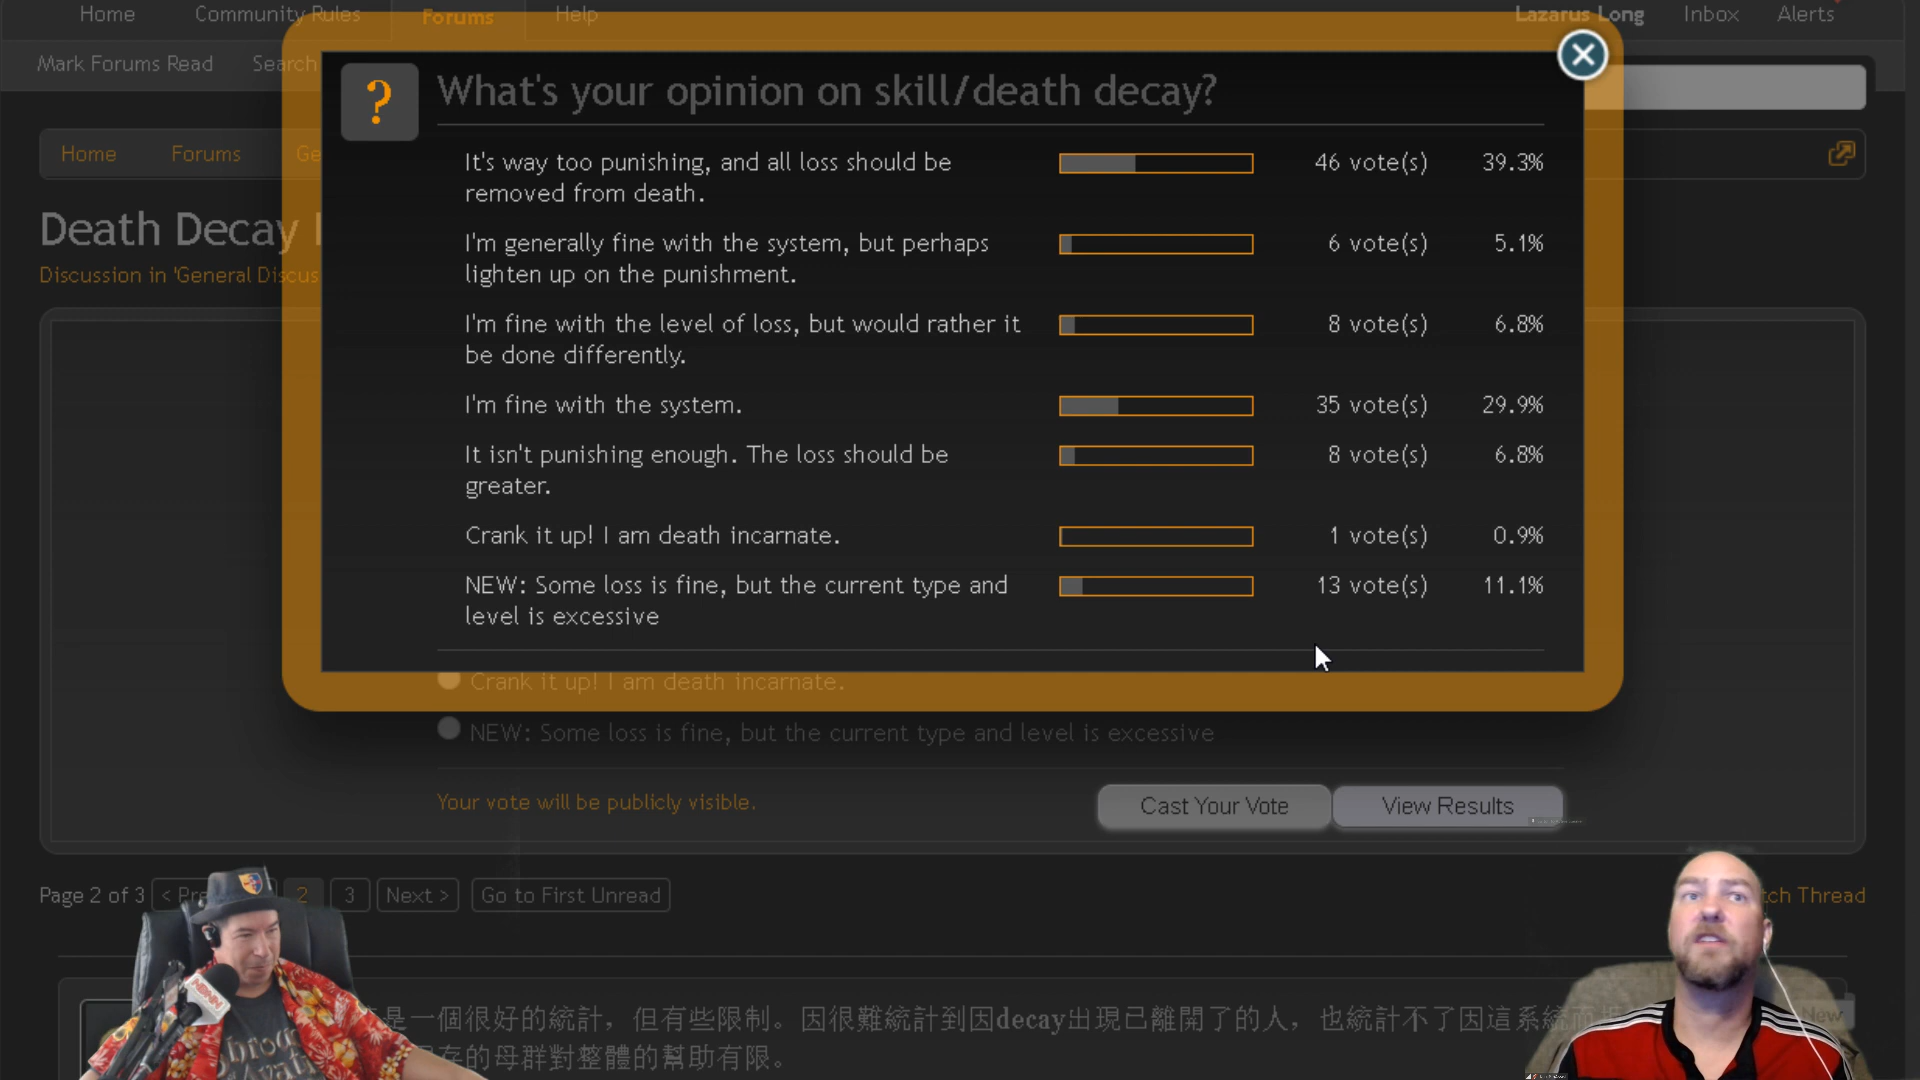 Home
Community Rules
Forums
Help
Lazarus Long
Inbox
Alerts
Mark Forums Read
Search
?
What's your opinion on skill/death decay?
Home
Forums
Ge
It's way too punishing, and all loss should be
removed from death.
46 vote(s)
39.3%
Death Decay
Discussion in 'General Discus
I'm generally fine with the system, but perhaps
lighten up on the punishment.
6 vote(s)
5.1%
I'm fine with the level of loss, but would rather it
be done differently.
8 vote(s)
6.8%
I'm fine with the system.
35 vote(s)
29.9%
It isn't punishing enough. The loss should be
greater.
8 vote(s)
6.8%
Crank it up! I am death incarnate.
1 vote(s)
0.9%
NEW: Some loss is fine, but the current type and
level is excessive
13 vote(s)
11.1%
Crank it up! I am death incarnate.
NEW: Some loss is fine, but the current type and level is excessive
Your vote will be publicly visible.
Cast Your Vote
View Results
Page 2 of 3
< Pre
2
3
Next >
Go to First Unread
tch Thread
是一個很好的統計，但有些限制。因很難統計到因decay出現已離開了的人，也統計不了因這系統而
New
存的母群對整體的幫助有限。